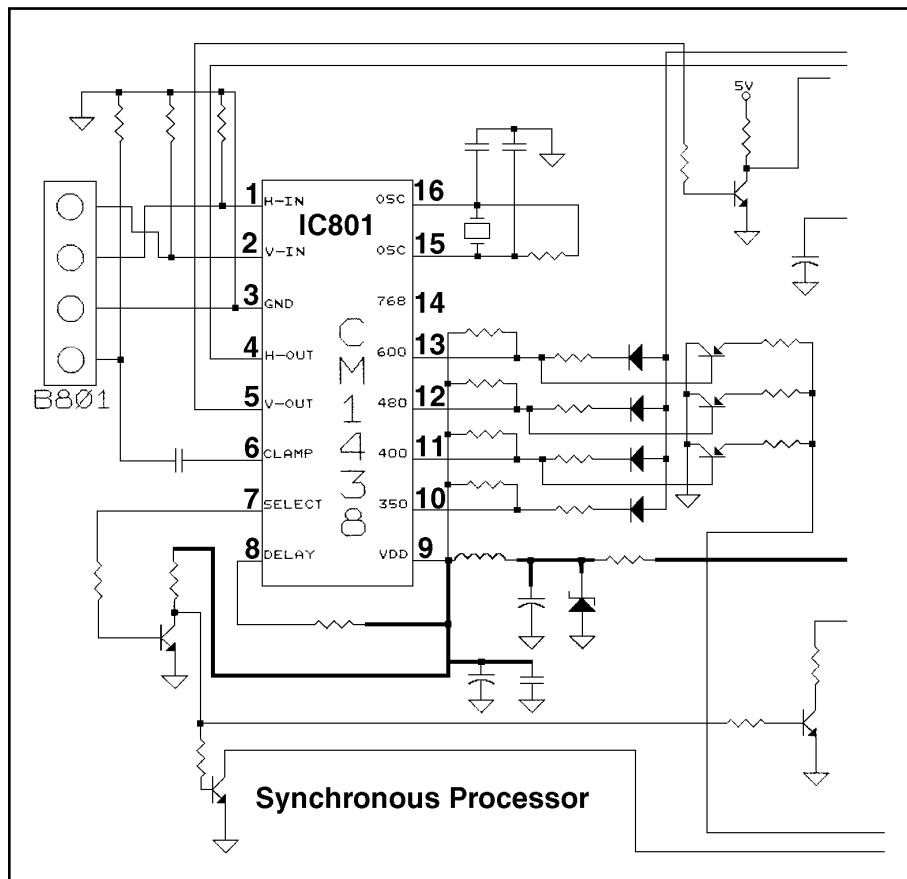 5V
1 H-IN OSC 16
IC801
2 V-IN OSC 15
3 GND 768 14
4 H-OUT 600 13
5 V-OUT 480 12
6 CLAMP 400 11
7 SELECT 350 10
8 DELAY VDD 9
CM1438
B801
Synchronous Processor